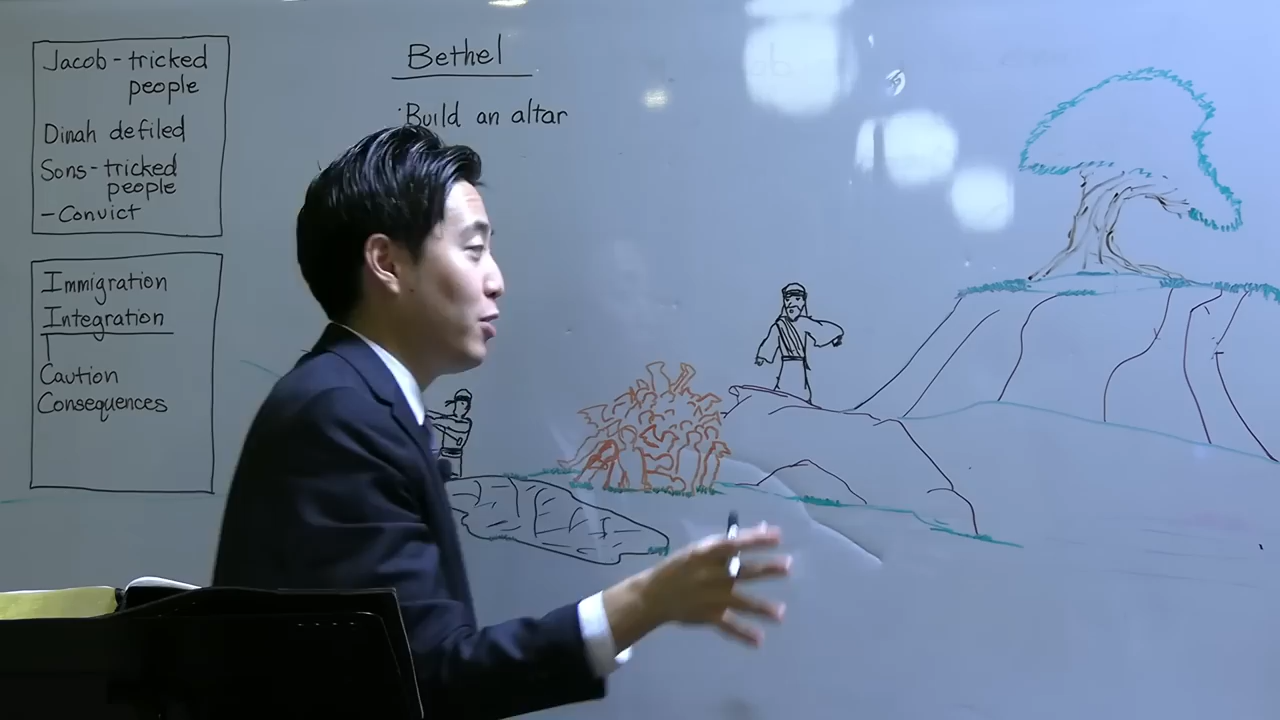 Jacob - tricked
people
Dinah defiled
Sons - tricked
people
- Convict
Immigration
Integration
Caution
Consequences
Bethel
· Build an altar